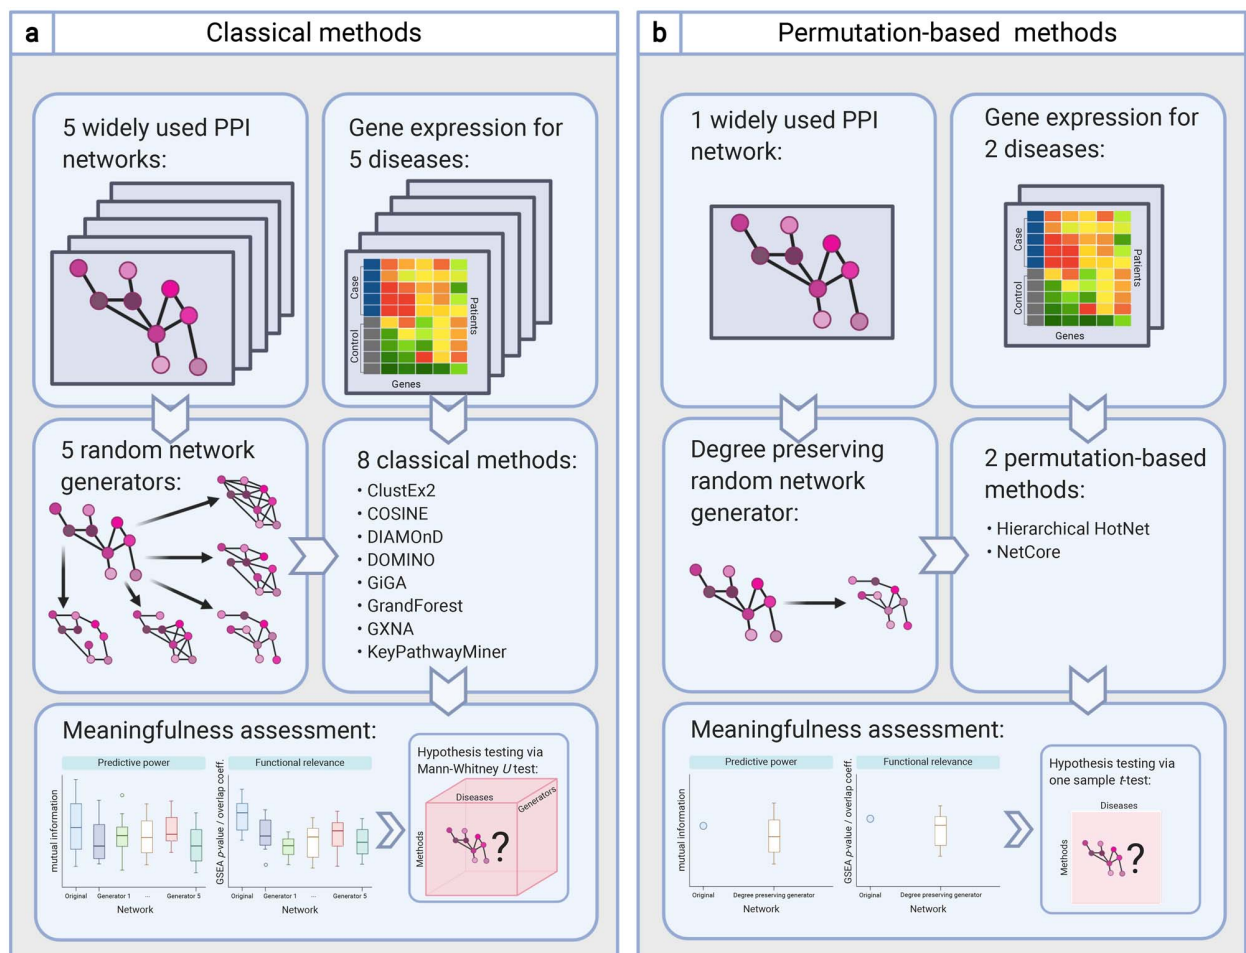 a
Classical methods
5 widely used PPI
networks:
Gene expression for
5 diseases:
Case
Control
Patients
Genes
5 random network
generators:
8 classical methods:
• ClustEx2
• COSINE
• DIAMOnD
• DOMINO
• GiGA
• GrandForest
• GXNA
• KeyPathwayMiner
Meaningfulness assessment:
Predictive power
mutual information
Original
Generator 1
...
Generator 5
Network
Functional relevance
GSEA p-value / overlap coeff.
Original
Generator 1
...
Generator 5
Network
Hypothesis testing via
Mann-Whitney U test:
Diseases
Generators
Methods
?
b
Permutation-based methods
1 widely used PPI
network:
Gene expression for
2 diseases:
Case
Control
Patients
Genes
Degree preserving
random network
generator:
2 permutation-based
methods:
• Hierarchical HotNet
• NetCore
Meaningfulness assessment:
Predictive power
mutual information
Original
Degree preserving generator
Network
Functional relevance
GSEA p-value / overlap coeff.
Original
Degree preserving generator
Network
Hypothesis testing via
one sample t-test:
Diseases
Methods
?